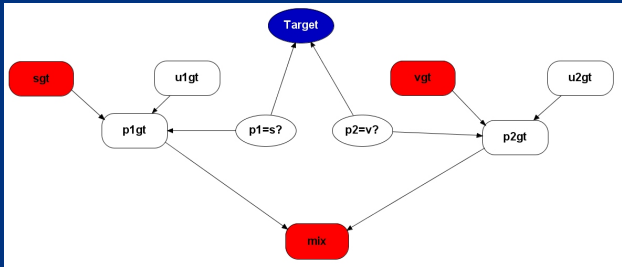 Target
sgt
u1gt
vgt
u2gt
p1gt
p1=s?
p2=v?
p2gt
mix